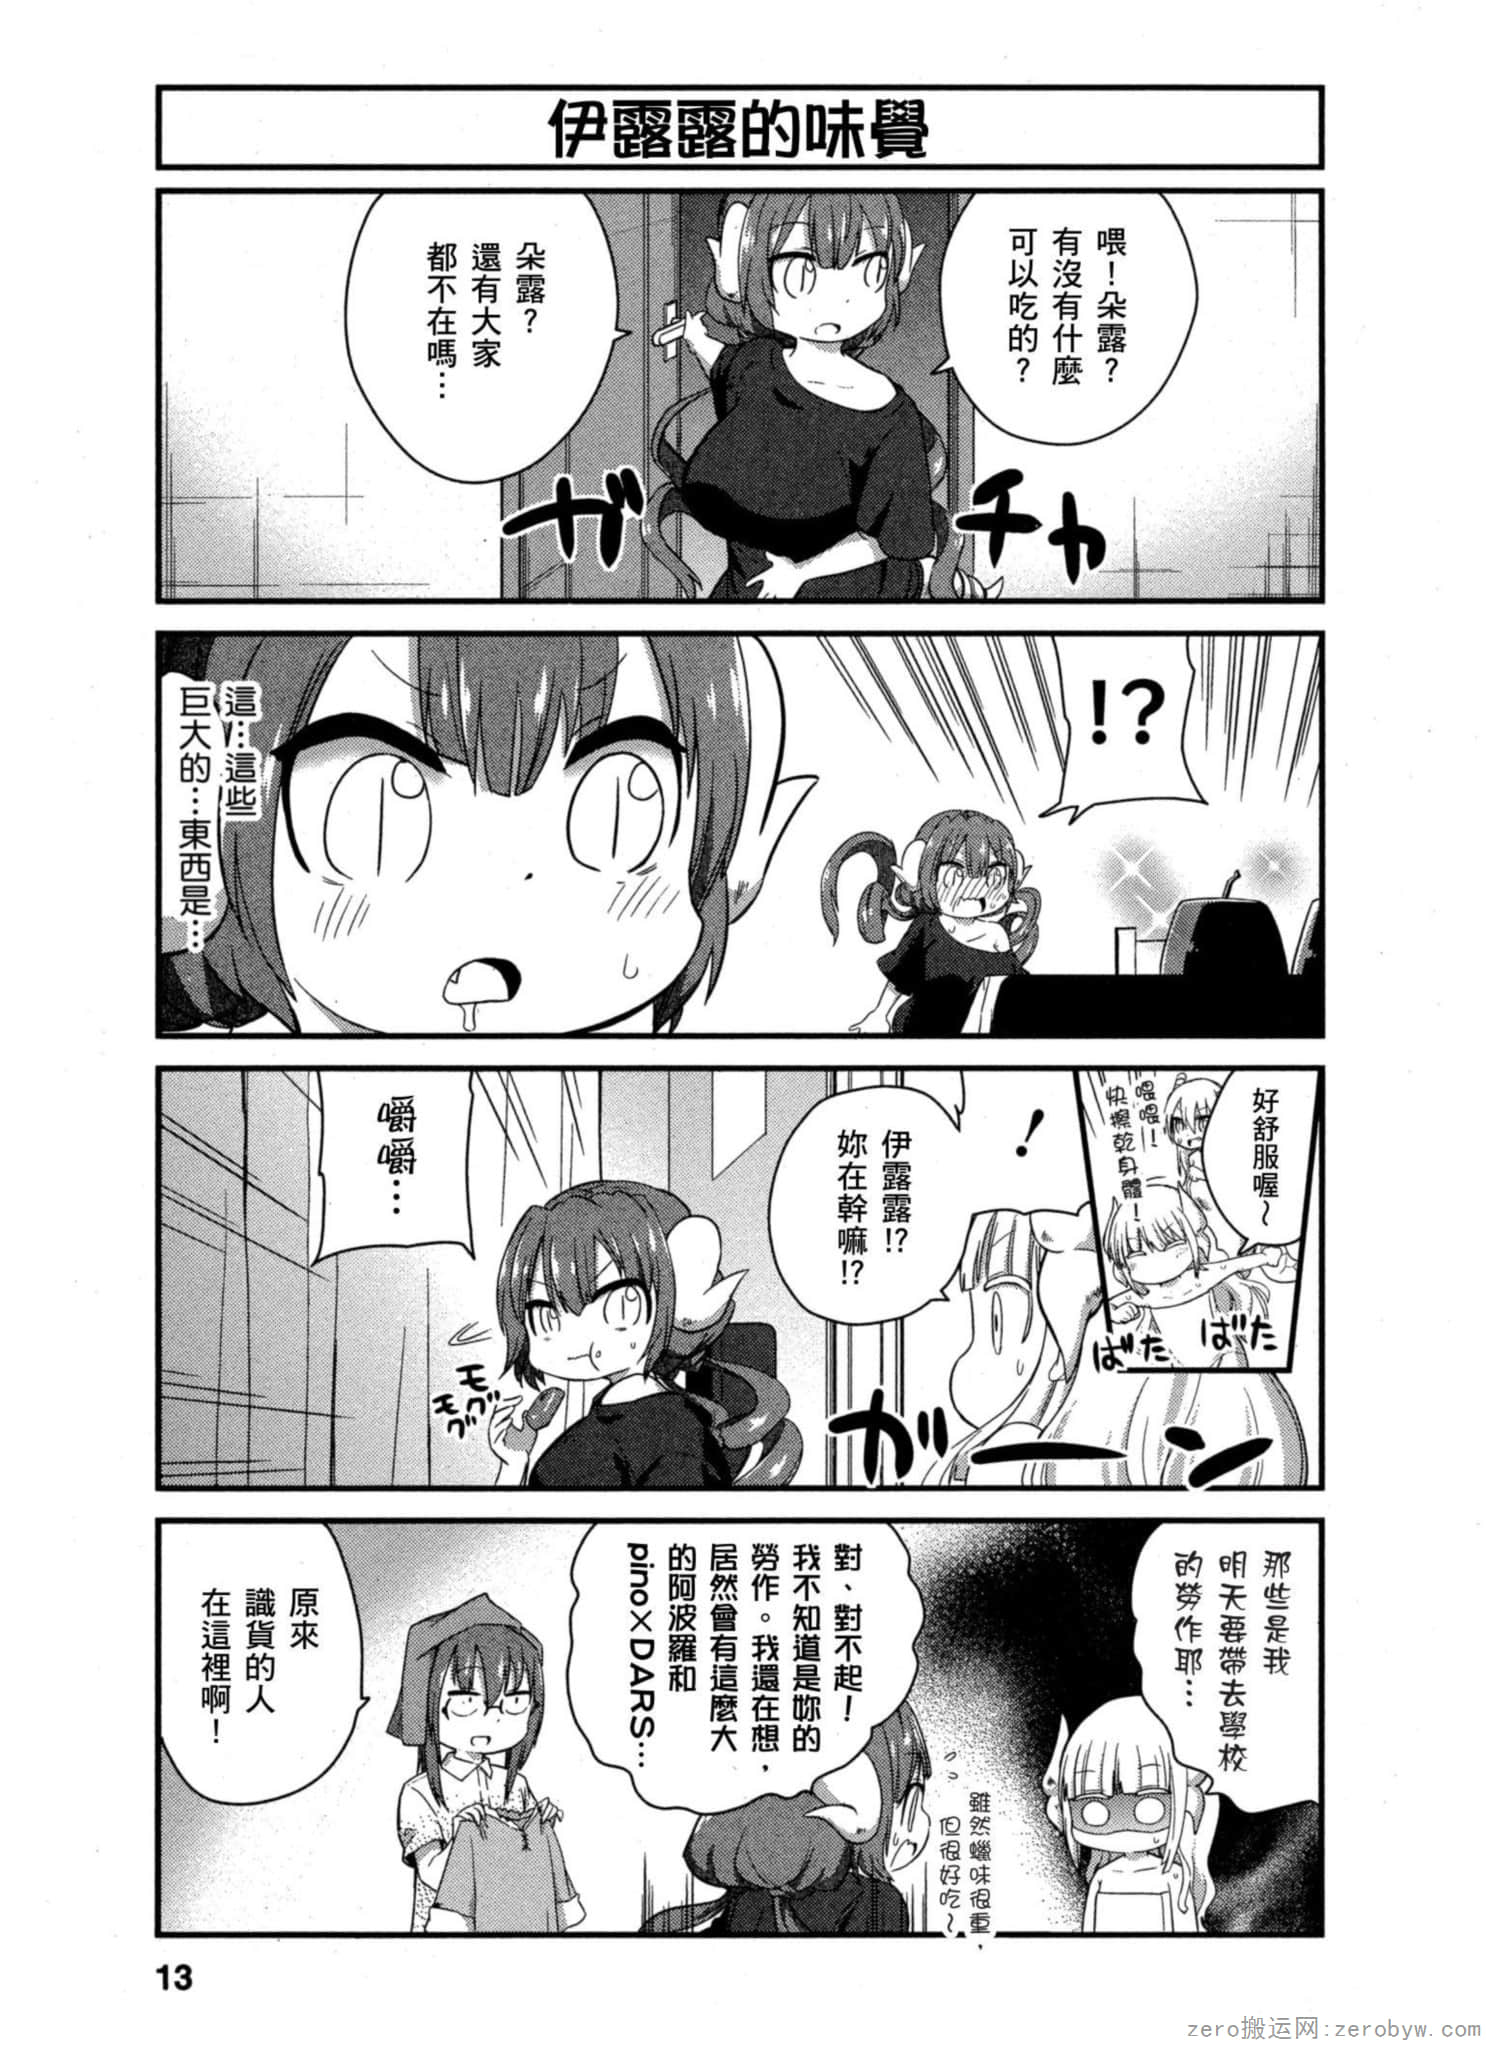 伊露露的味覺
喂！朵露？
有沒有什麼
可以吃的？
朵露？
還有大家
都不在嗎…
ガチャ
!?
這…這些
巨大的…東西是…
好舒服喔～
喂喂！
快擦乾身體！
ばた
ばた
！
伊露露!?
妳在幹嘛!?
ガーン
嚼嚼…
モグ
モグ
那些是我
明天要帶去學校
的勞作耶…
對、對不起！
我不知道是妳的
勞作。我還在想，
居然會有這麼大
的阿波羅和
pino×DARS…
雖然蠟味很重，
但很好吃～
原來
識貨的人
在這裡啊！
13
zero搬运网:zerobyw.com